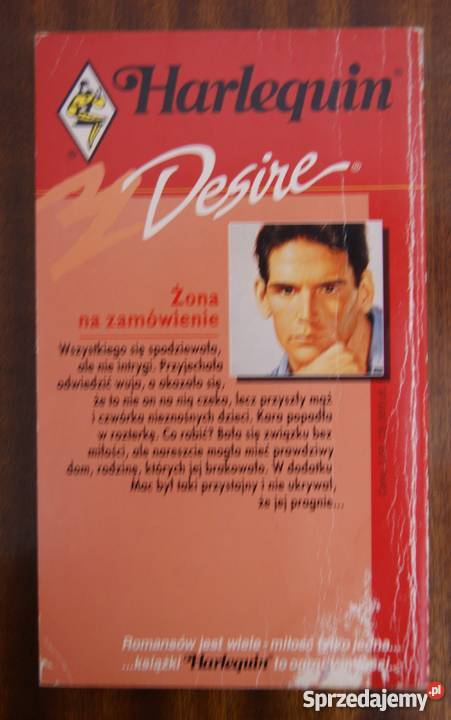 Harlequin®
®
Desire®
Żona
na zamówienie
Wszystkiego się spodziewała,
ale nie intrygi. Przyjechała
odwiedzić wuja, a okazało się,
że to nie on na nią czeka, lecz przyszły mąż
i czwórka nieznośnych dzieci. Kara popadła
w rozterkę. Co robić? Bała się związku bez
miłości, ale nareszcie mogła mieć prawdziwy
dom, rodzinę, których jej brakowało. W dodatku
Mac był taki przystojny i nie ukrywał,
że jej pragnie...
Romansów jest wiele - miłość tylko jedna...
...książki Harlequin to
Sprzedajemy.pl